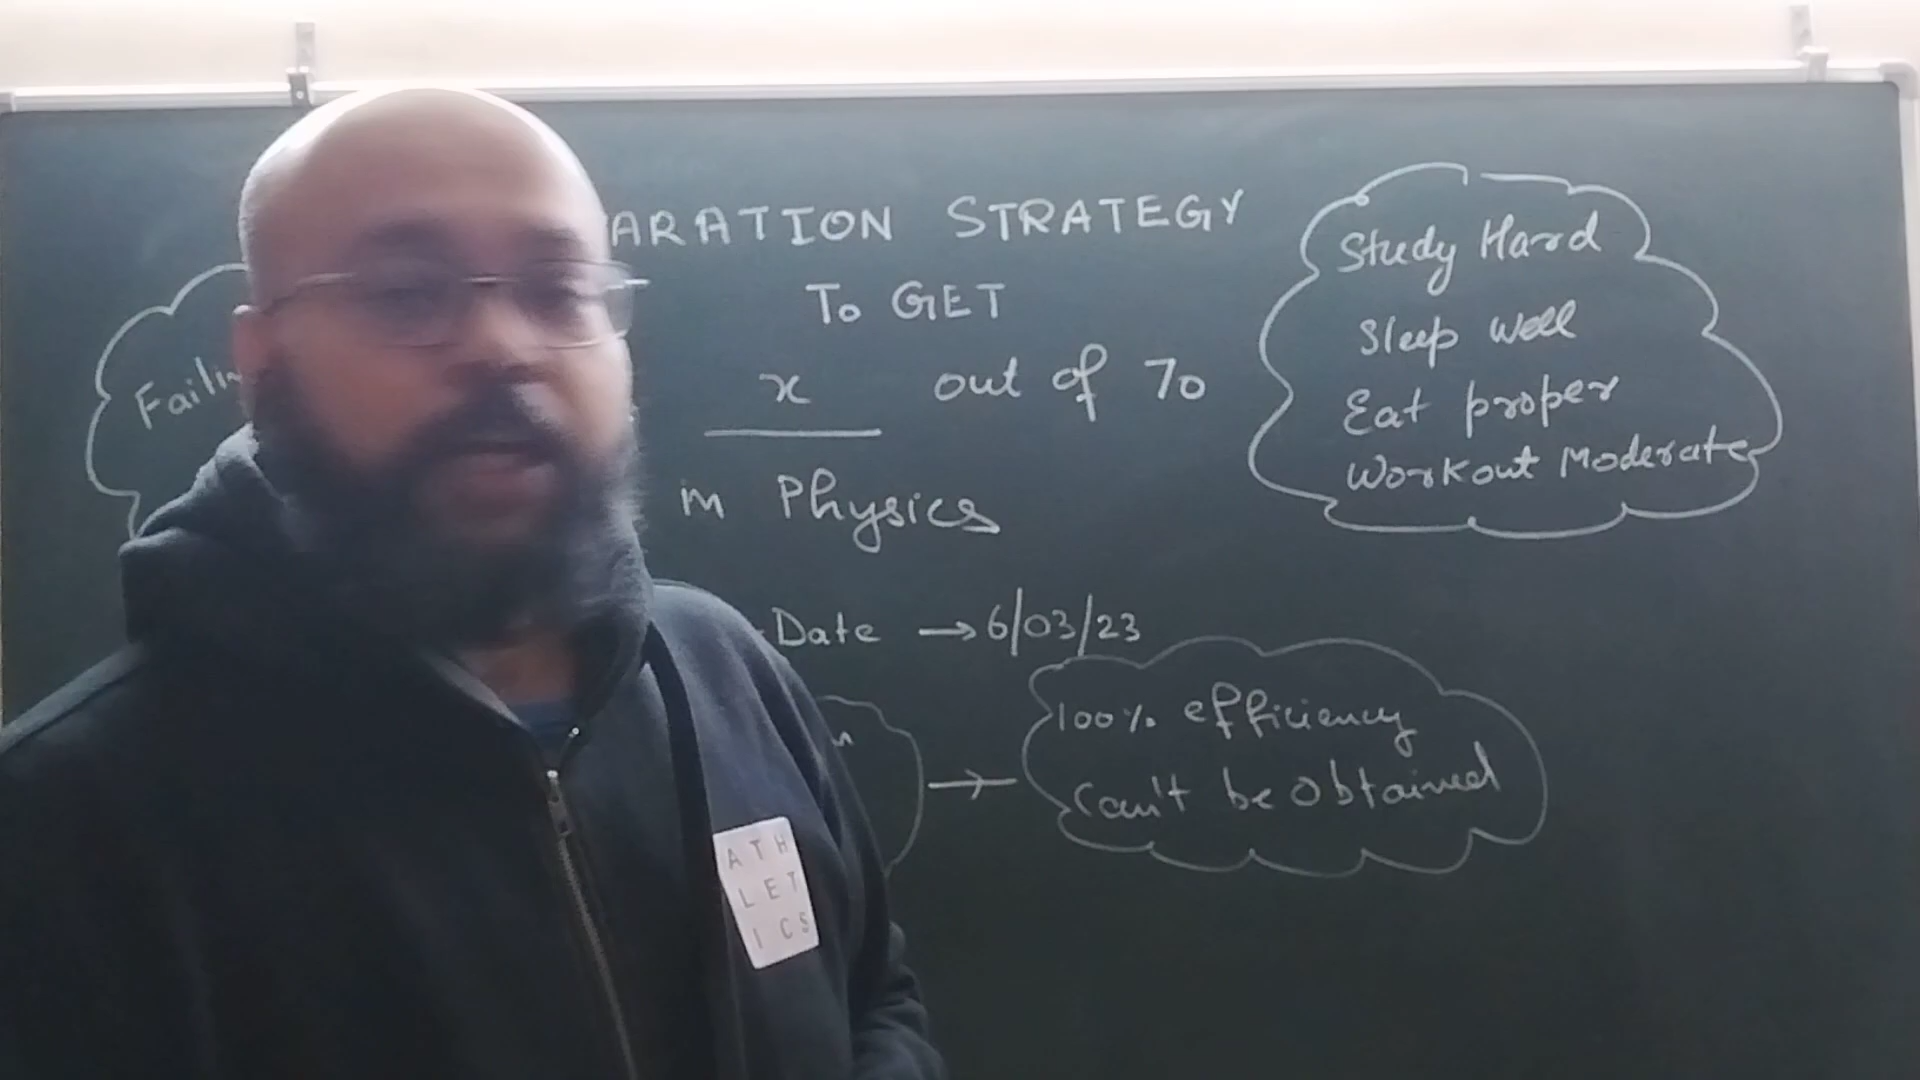 ARATION STRATEGY
To GET
x out of 70
in Physics
Date → 6/03/23
Study Hard
Sleep well
Eat proper
Workout Moderate
100% efficiency
Can't be obtained
ATH
LET
ICS